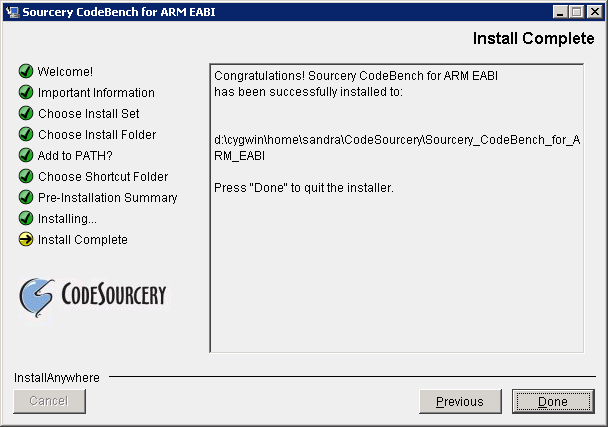 Sourcery CodeBench for ARM EABI
Install Complete
Welcome!
Important Information
Choose Install Set
Choose Install Folder
Add to PATH?
Choose Shortcut Folder
Pre-Installation Summary
Installing...
Install Complete
CODESOURCERY
Congratulations! Sourcery CodeBench for ARM EABI
has been successfully installed to:
d:\cygwin\home\sandra\CodeSourcery\Sourcery_CodeBench_for_A
RM_EABI
Press "Done" to quit the installer.
InstallAnywhere
Cancel
Previous
Done